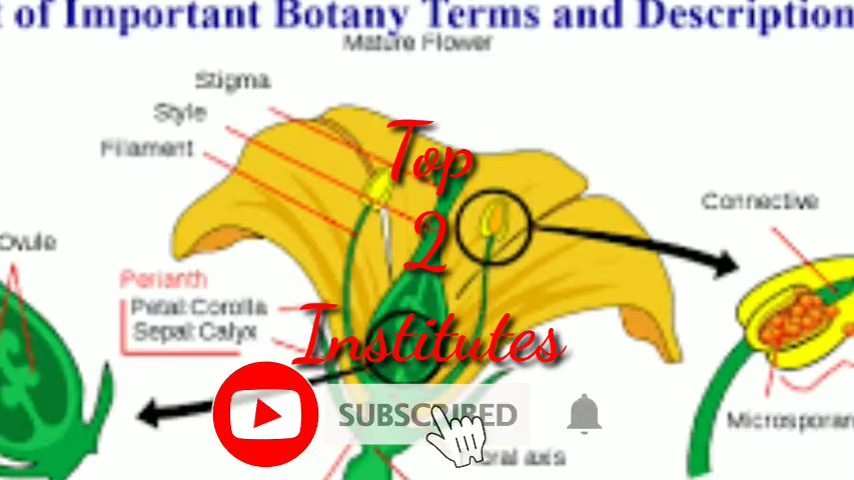 t of Important Botany Terms and Description
Mature Flower
Stigma
Style
Filament
Top
2
Institutes
Connective
Ovule
Perianth
Petal:Corolla
Sepal:Calyx
SUBSCRIBED
Microsporan
oral axis